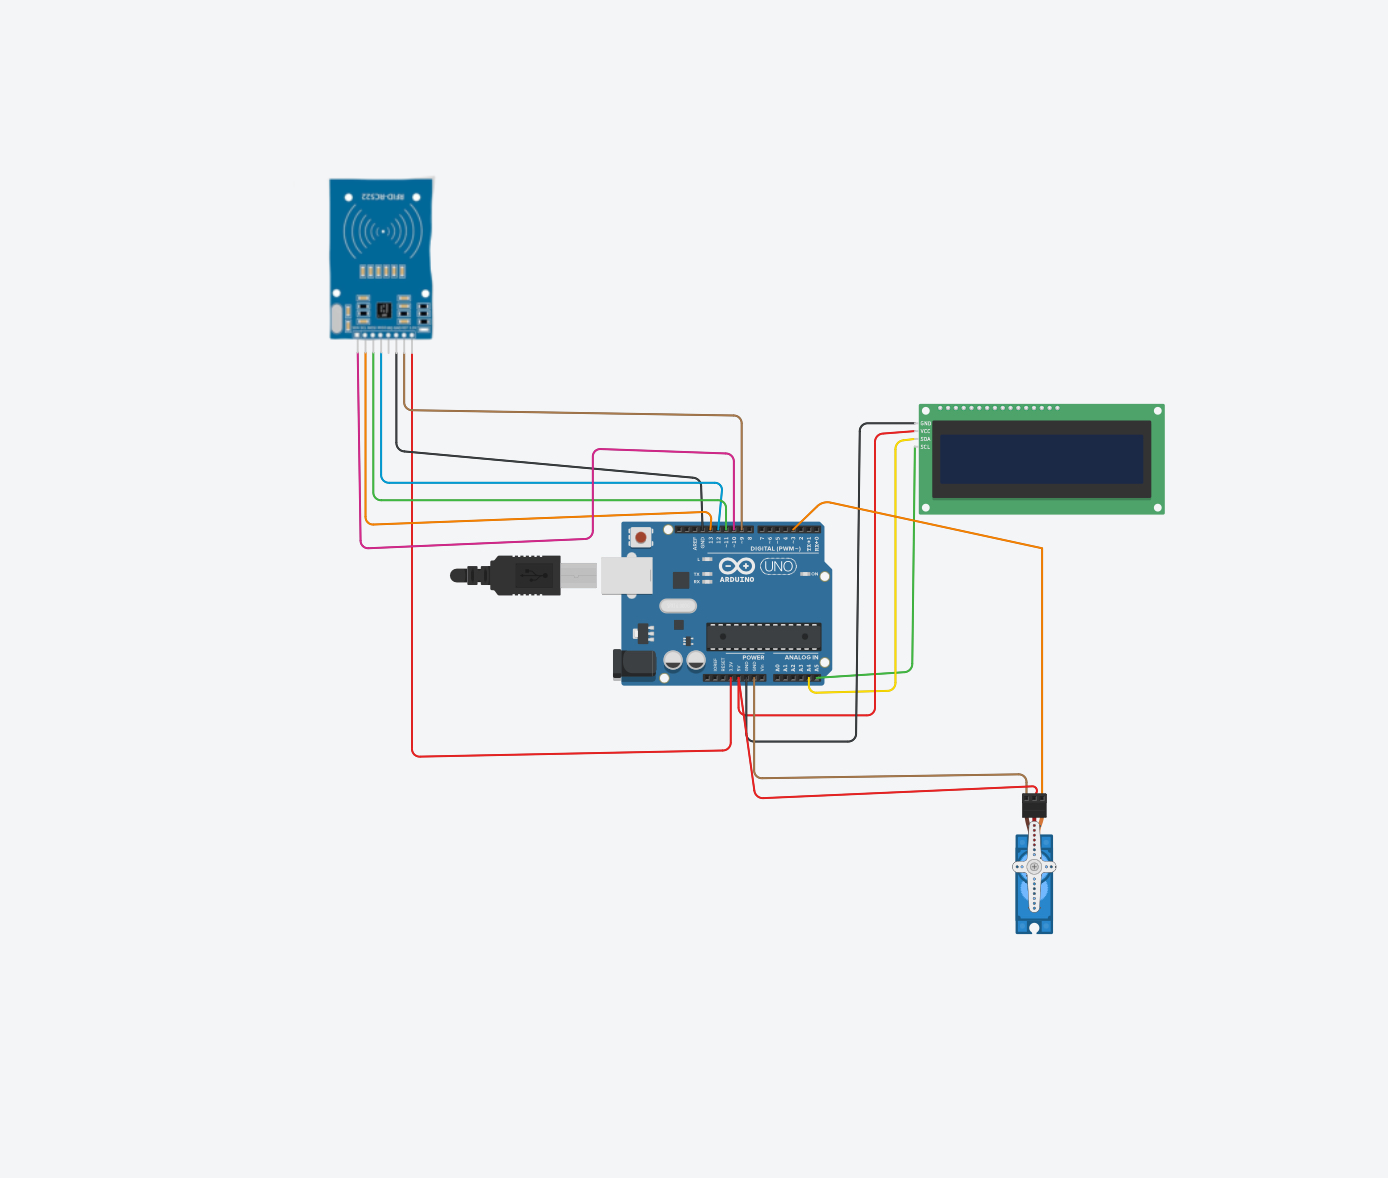 RFID-RC522
GND
VCC
SDA
SCL
AREF
GND
13
12
~11
~10
~9
8
7
~6
~5
4
~3
2
TX→1
RX←0
DIGITAL (PWM~)
L
TX
RX
ON
UNO
ARDUINO
POWER
ANALOG IN
IOREF
RESET
3.3V
5V
GND
GND
Vin
A0
A1
A2
A3
A4
A5